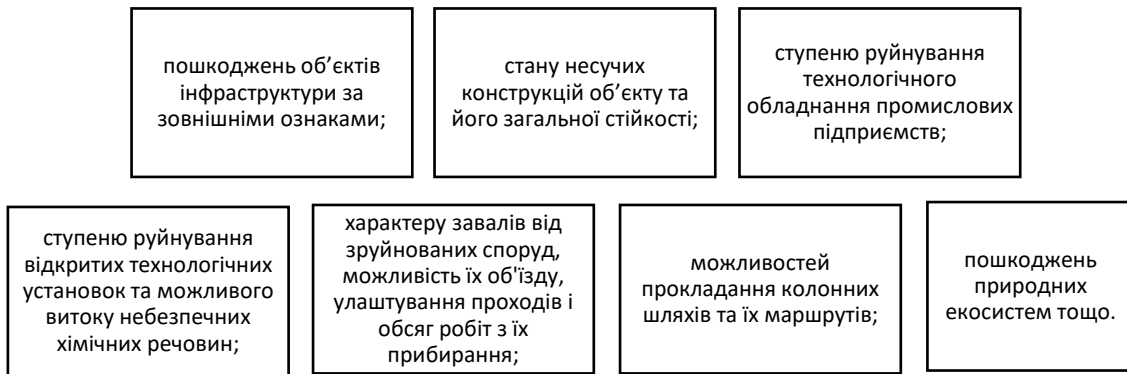 пошкоджень об’єктів
інфраструктури за
зовнішніми ознаками;
стану несучих
конструкцій об’єкту та
його загальної стійкості;
ступеню руйнування
технологічного
обладнання промислових
підприємств;
ступеню руйнування
відкритих технологічних
установок та можливого
витоку небезпечних
хімічних речовин;
характеру завалів від
зруйнованих споруд,
можливість їх об'їзду,
улаштування проходів і
обсяг робіт з їх
прибирання;
можливостей
прокладання колонних
шляхів та їх маршрутів;
пошкоджень
природних
екосистем тощо.